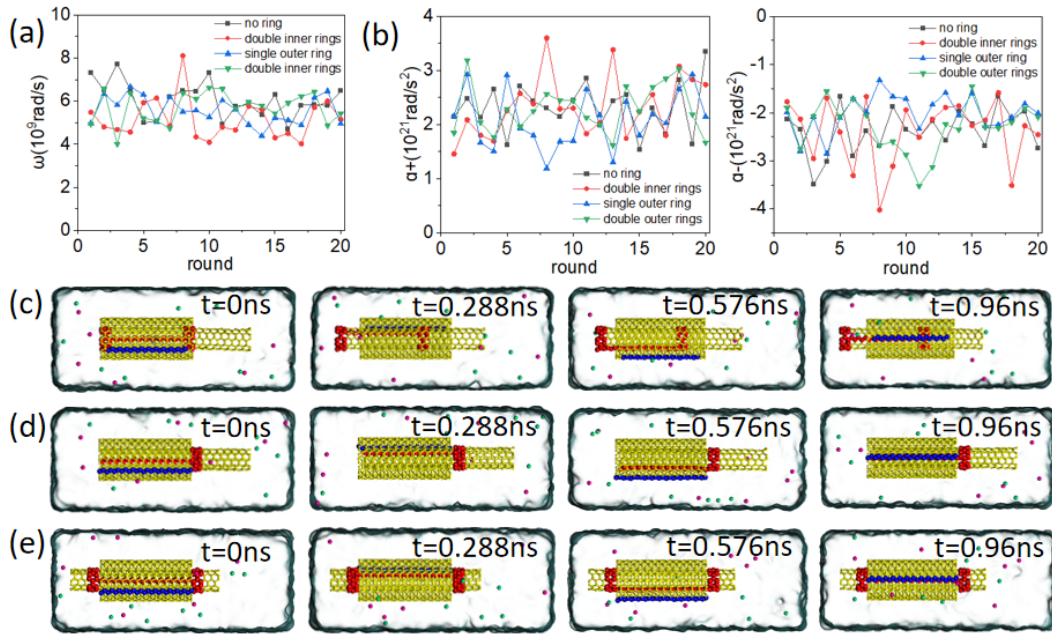 (a)
10
8
6
4
2
0
ω(10⁹rad/s)
no ring
double inner rings
single outer ring
double inner rings
0 5 10 15 20
round
(b)
4
3
2
1
0
α+(10²¹rad/s²)
no ring
double inner rings
single outer ring
double outer rings
0 5 10 15 20
round
0
-1
-2
-3
-4
α-(10²¹rad/s²)
no ring
double inner rings
single outer ring
double outer rings
0 5 10 15 20
round
(c)
t=0ns
t=0.288ns
t=0.576ns
t=0.96ns
(d)
t=0ns
t=0.288ns
t=0.576ns
t=0.96ns
(e)
t=0ns
t=0.288ns
t=0.576ns
t=0.96ns